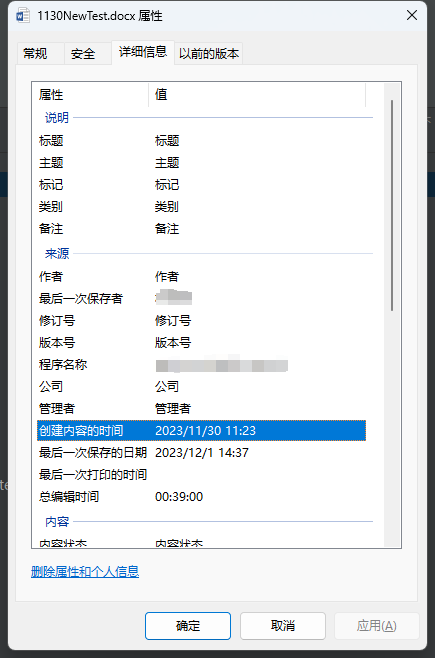 1130NewTest.docx 属性
常规 安全 详细信息 以前的版本
属性 值
说明
标题 标题
主题 主题
标记 标记
类别 类别
备注 备注
来源
作者 作者
最后一次保存者
修订号 修订号
版本号 版本号
程序名称
公司 公司
管理者 管理者
创建内容的时间 2023/11/30 11:23
最后一次保存的日期 2023/12/1 14:37
最后一次打印的时间
总编辑时间 00:39:00
内容
内容状态 内容状态
删除属性和个人信息
确定 取消 应用(A)